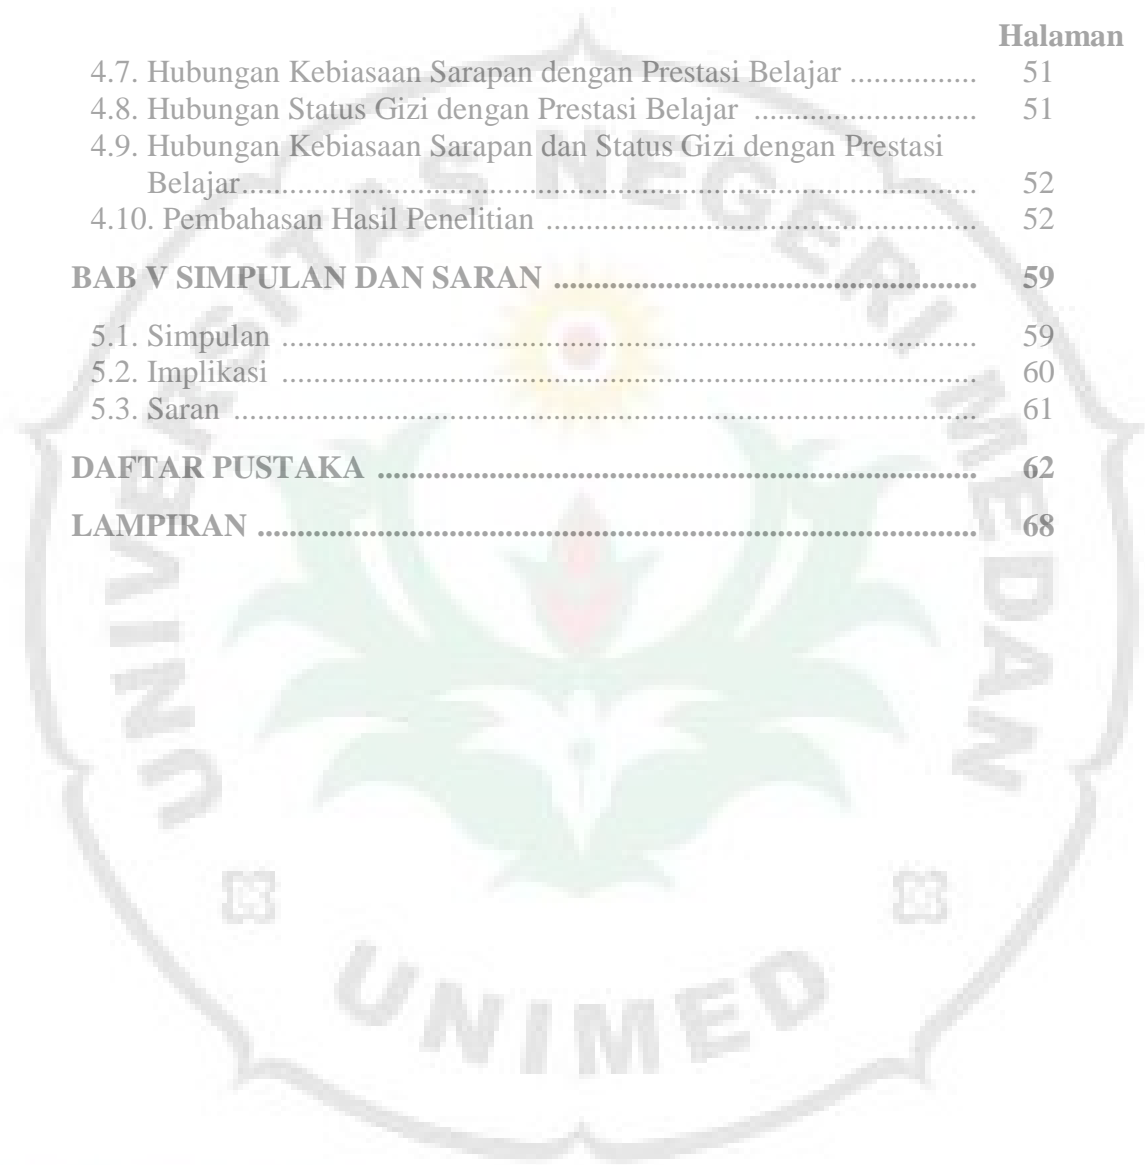 Halaman
4.7. Hubungan Kebiasaan Sarapan dengan Prestasi Belajar ................ 51
4.8. Hubungan Status Gizi dengan Prestasi Belajar .......................... 51
4.9. Hubungan Kebiasaan Sarapan dan Status Gizi dengan Prestasi
Belajar..................................................................................... 52
4.10. Pembahasan Hasil Penelitian ................................................. 52
BAB V SIMPULAN DAN SARAN ................................................ 59
5.1. Simpulan ................................................................................ 59
5.2. Implikasi ................................................................................ 60
5.3. Saran ...................................................................................... 61
DAFTAR PUSTAKA ..................................................................... 62
LAMPIRAN ................................................................................... 68
UNIVERSITAS NEGERI MEDAN
UNIMED